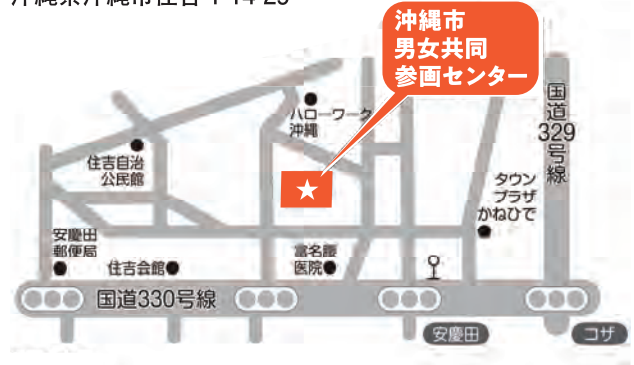 沖縄市
男女共同
参画センター
ハローワーク
沖縄
国道
329
号線
住吉自治
公民館
タウン
プラザ
かねひで
安慶田
郵便局
住吉会館
當名護
医院
国道330号線
安慶田
コザ